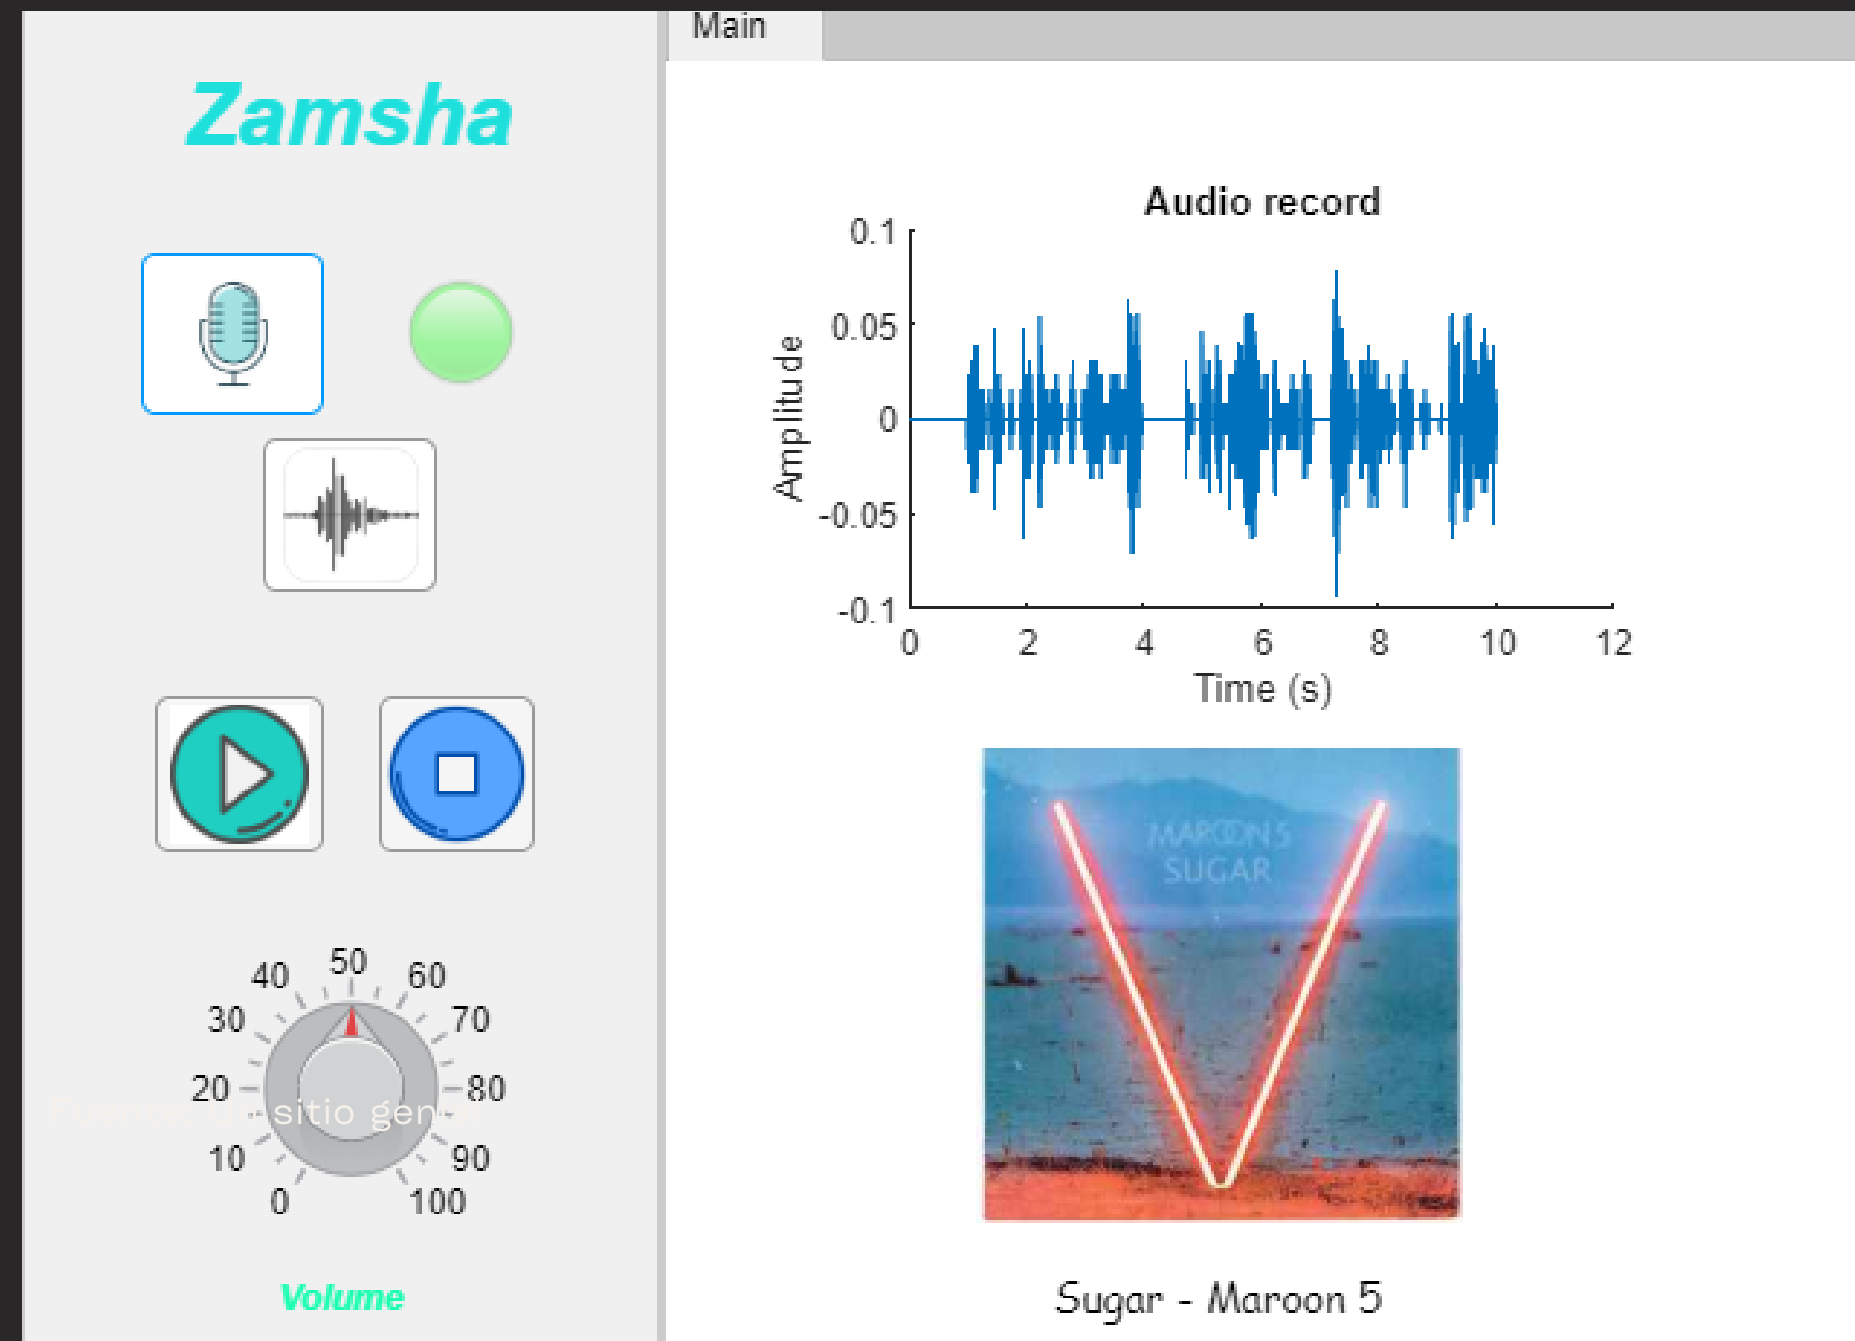 Main
Zamsha
Audio record
0.1
0.05
0
-0.05
-0.1
Amplitude
0 2 4 6 8 10 12
Time (s)
MAROON 5
SUGAR
Sugar - Maroon 5
0 10 20 30 40 50 60 70 80 90 100
sitio
Volume